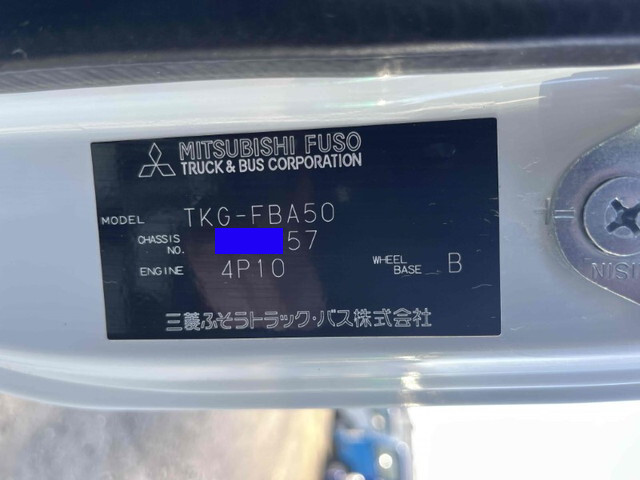 MITSUBISHI FUSO
TRUCK & BUS CORPORATION
MODEL TKG-FBA50
CHASSIS NO. 57
ENGINE 4P10 WHEEL BASE B
三菱ふそうトラック・バス株式会社
NISHI